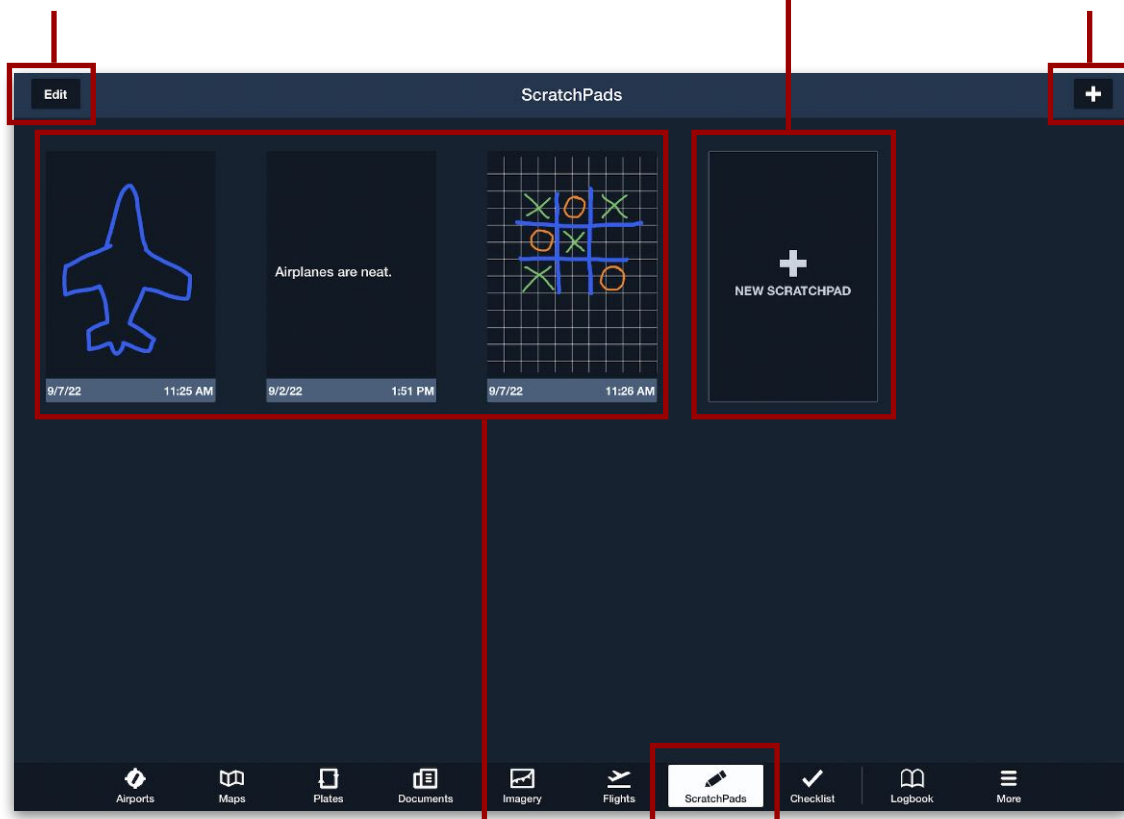 Edit
ScratchPads
Airplanes are neat.
NEW SCRATCHPAD
9/7/22 11:25 AM
9/2/22 1:51 PM
9/7/22 11:26 AM
Airports
Maps
Plates
Documents
Imagery
Flights
ScratchPads
Checklist
Logbook
More